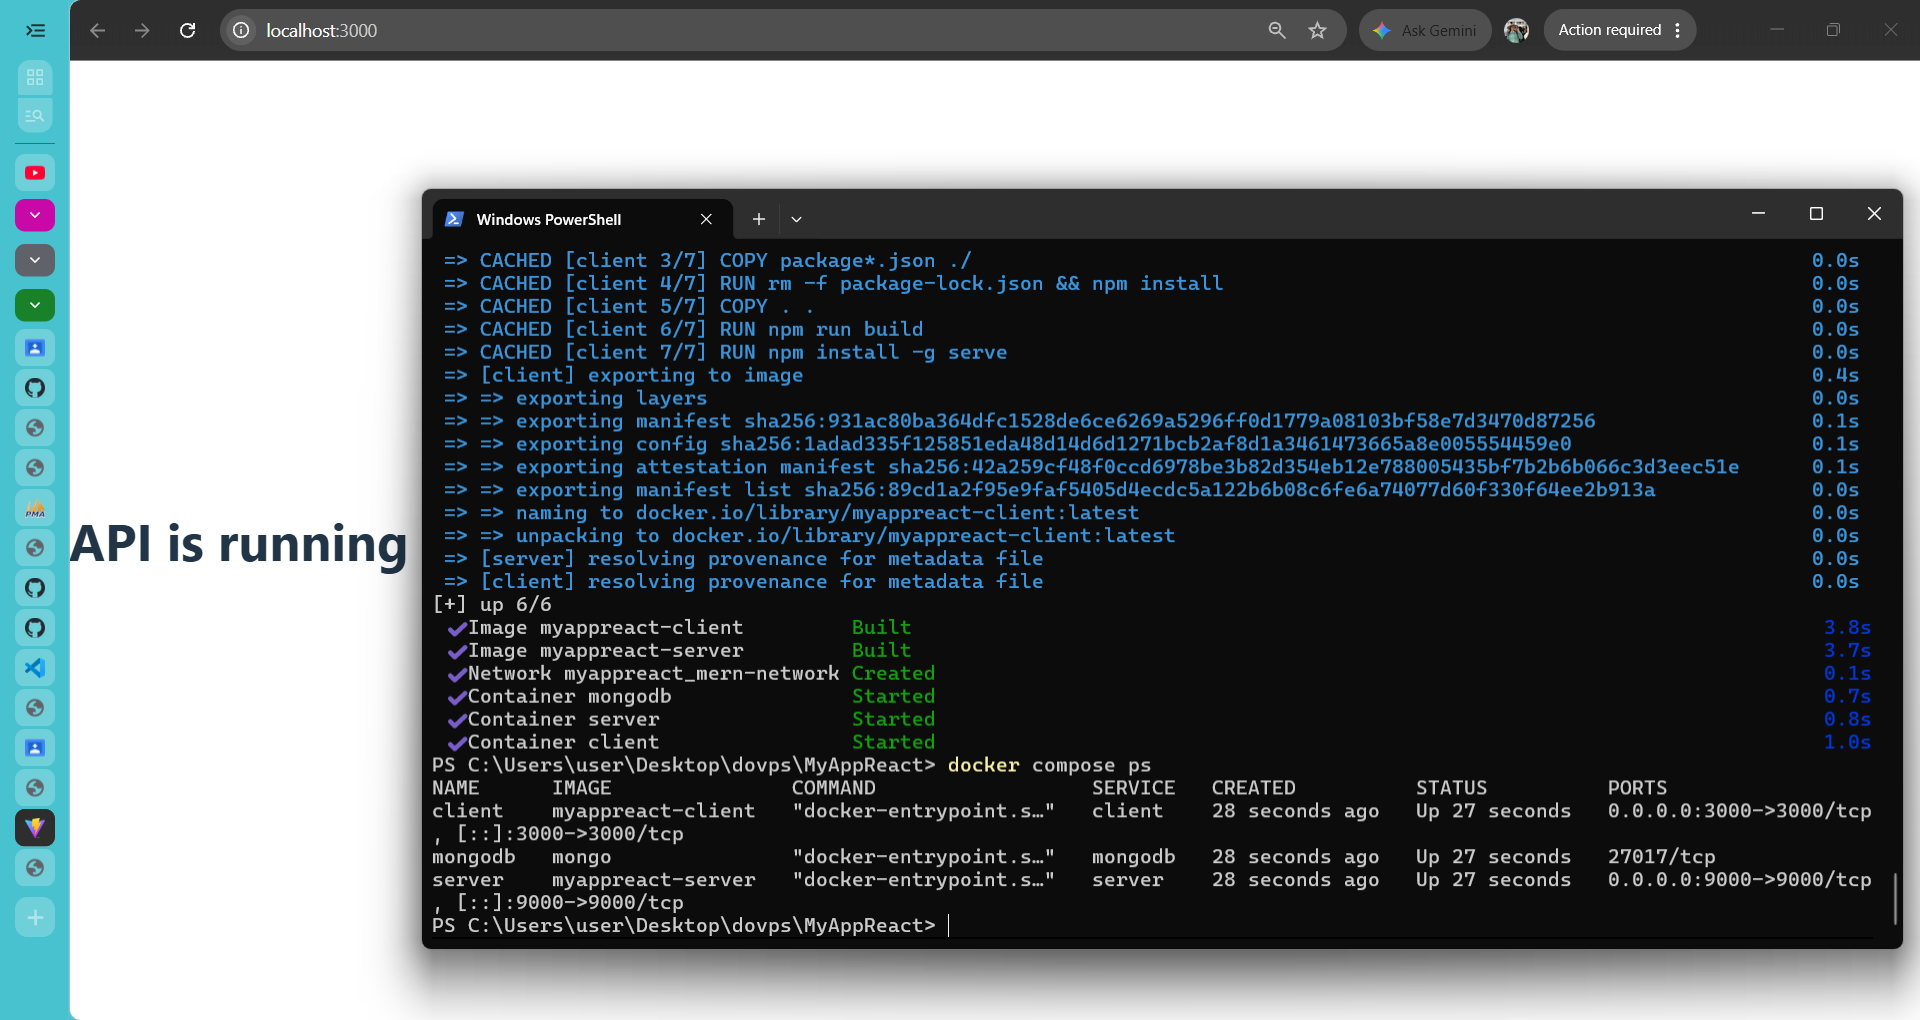 localhost:3000
Ask Gemini
Action required
PMA
API is running
Windows PowerShell
=> CACHED [client 3/7] COPY package*.json ./ 0.0s
=> CACHED [client 4/7] RUN rm -f package-lock.json && npm install 0.0s
=> CACHED [client 5/7] COPY . . 0.0s
=> CACHED [client 6/7] RUN npm run build 0.0s
=> CACHED [client 7/7] RUN npm install -g serve 0.0s
=> [client] exporting to image 0.4s
=> => exporting layers 0.0s
=> => exporting manifest sha256:931ac80ba364dfc1528de6ce6269a5296ff0d1779a08103bf58e7d3470d87256 0.1s
=> => exporting config sha256:1adad335f125851eda48d14d6d1271bcb2af8d1a3461473665a8e005554459e0 0.1s
=> => exporting attestation manifest sha256:42a259cf48f0ccd6978be3b82d354eb12e788005435bf7b2b6b066c3d3eec51e 0.1s
=> => exporting manifest list sha256:89cd1a2f95e9faf5405d4ecdc5a122b6b08c6fe6a74077d60f330f64ee2b913a 0.0s
=> => naming to docker.io/library/myappreact-client:latest 0.0s
=> => unpacking to docker.io/library/myappreact-client:latest 0.0s
=> [server] resolving provenance for metadata file 0.0s
=> [client] resolving provenance for metadata file 0.0s
[+] up 6/6
✔Image myappreact-client Built 3.8s
✔Image myappreact-server Built 3.7s
✔Network myappreact_mern-network Created 0.1s
✔Container mongodb Started 0.7s
✔Container server Started 0.8s
✔Container client Started 1.0s
PS C:\Users\user\Desktop\dovps\MyAppReact> docker compose ps
NAME IMAGE COMMAND SERVICE CREATED STATUS PORTS
client myappreact-client "docker-entrypoint.s…" client 28 seconds ago Up 27 seconds 0.0.0.0:3000->3000/tcp
, [::]:3000->3000/tcp
mongodb mongo "docker-entrypoint.s…" mongodb 28 seconds ago Up 27 seconds 27017/tcp
server myappreact-server "docker-entrypoint.s…" server 28 seconds ago Up 27 seconds 0.0.0.0:9000->9000/tcp
, [::]:9000->9000/tcp
PS C:\Users\user\Desktop\dovps\MyAppReact>